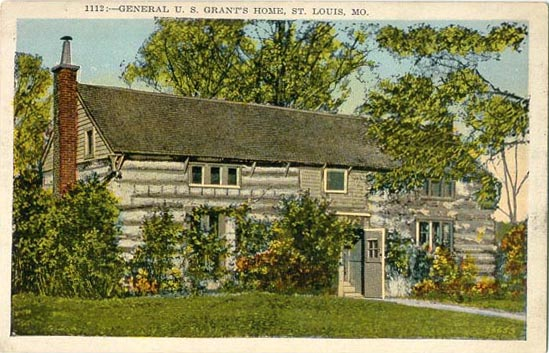 1112:—GENERAL U. S. GRANT'S HOME, ST. LOUIS, MO.